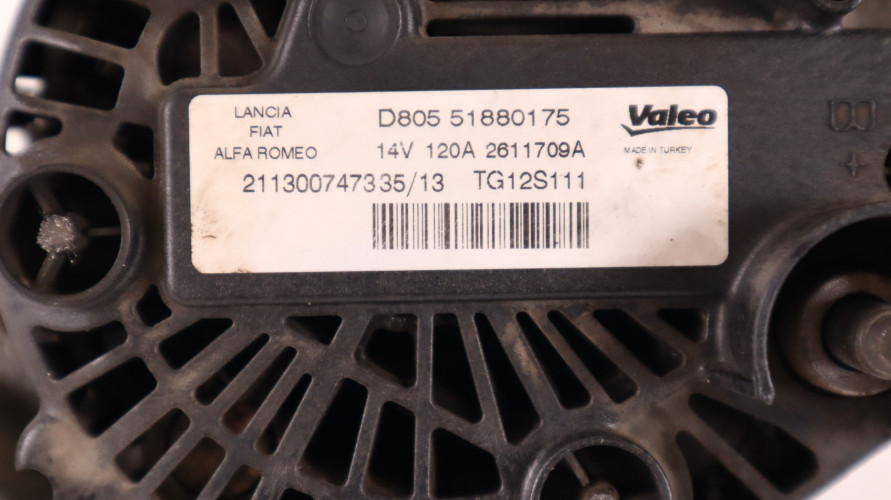 LANCIA
FIAT
ALFA ROMEO
D805 51880175
14V 120A 2611709A
211300747335/13 TG12S111
Valeo
MADE IN TURKEY
B
+